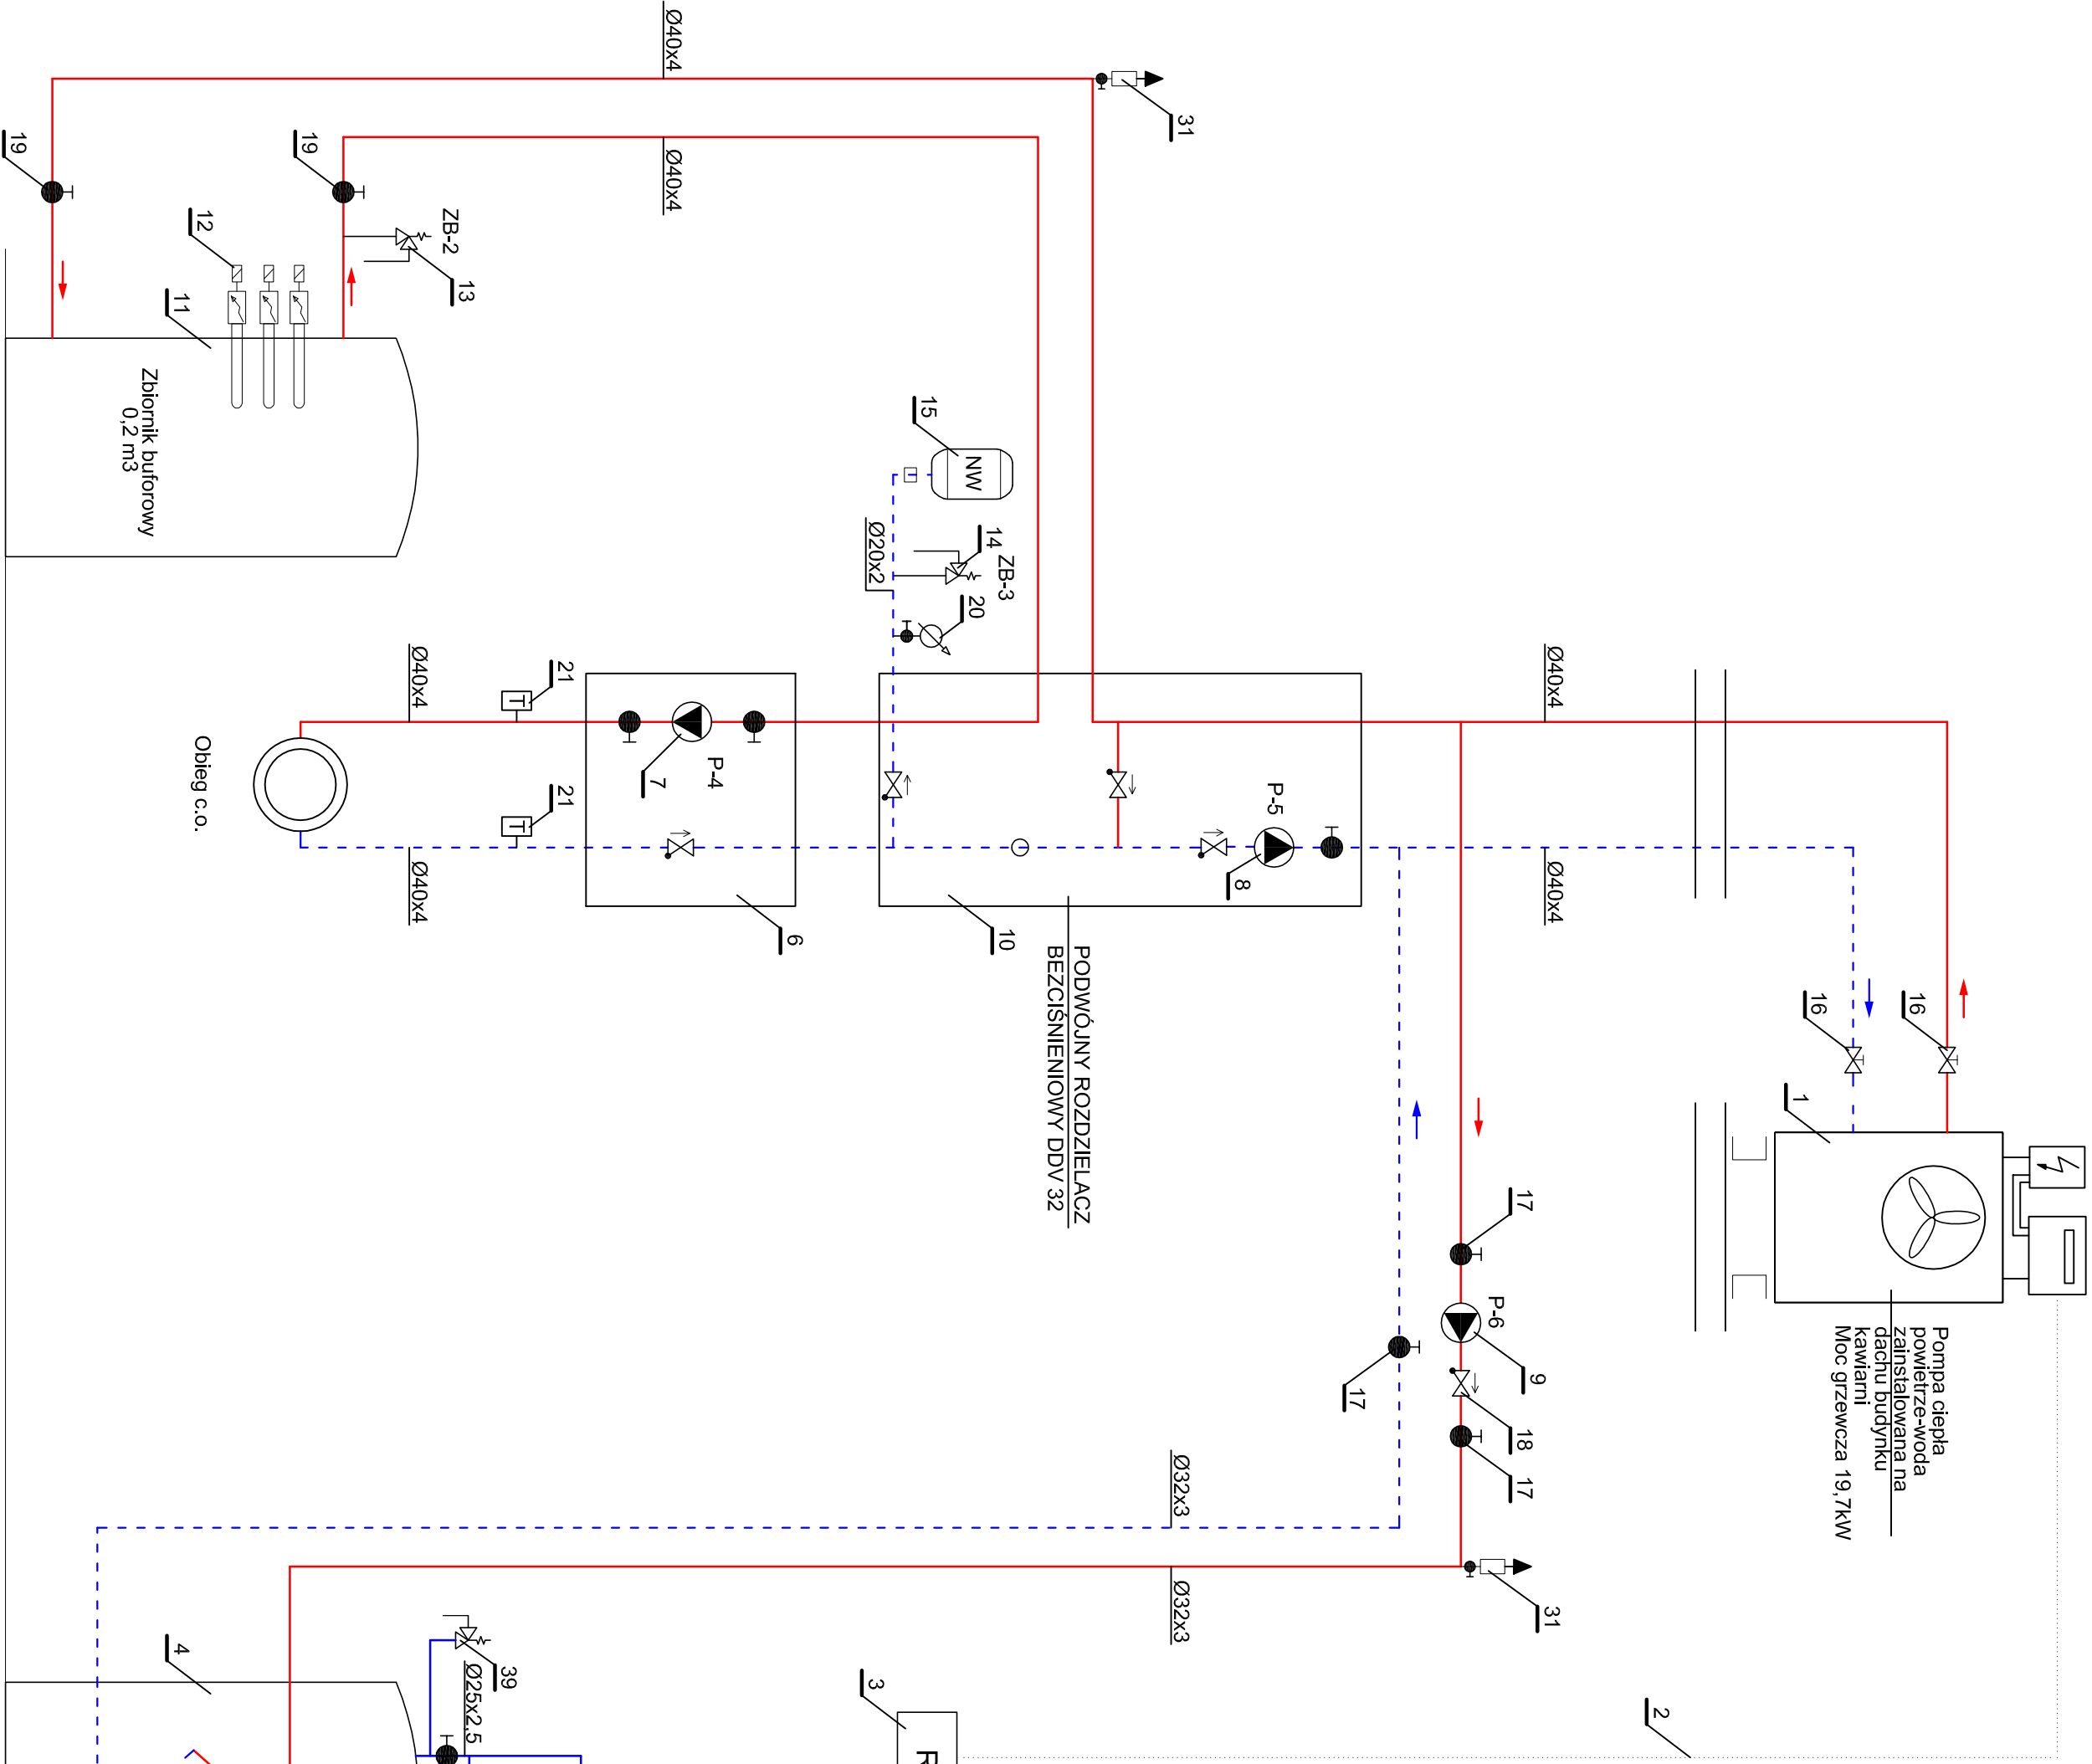 Pompa ciepła
powietrze-woda
zainstalowana na
dachu budynku
kawiarni
Moc grzewcza 19,7kW
1
16
16
2
Ø40x4
Ø40x4
31
P-6
9
18
17
17
17
31
Ø32x3
Ø32x3
P-5
8
PODWÓJNY ROZDZIELACZ
BEZCIŚNIENIOWY DDV 32
10
ZB-3
14
20
15
NW
Ø20x2
3
R
P-4
7
6
Ø40x4
Ø40x4
21
21
Ø40x4
Ø40x4
Obieg c.o.
ZB-2
13
19
19
12
11
Zbiornik buforowy
0,2 m3
39
Ø25x2,5
4
T
T